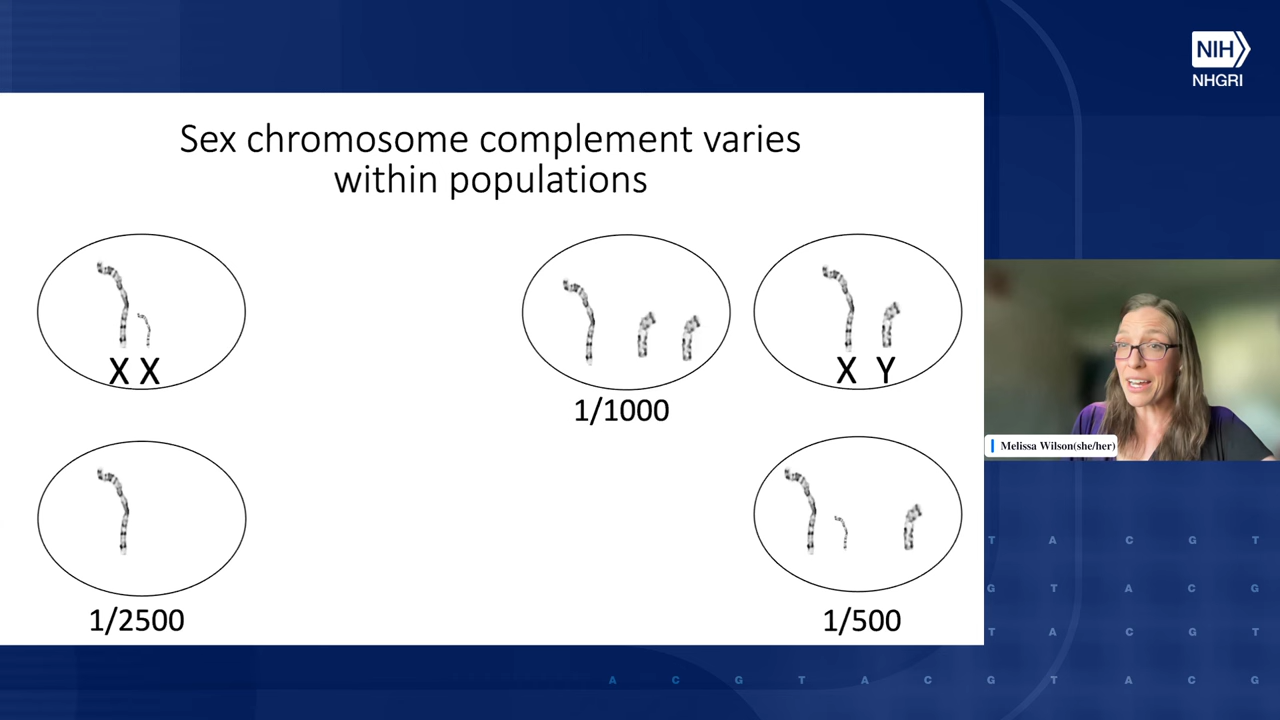 NIH
NHGRI
Sex chromosome complement varies
within populations
X X
X Y
1/1000
Melissa Wilson(she/her)
1/2500
1/500
T A C G T
G T A C G
T A C G T
A C G T A C G T A C G